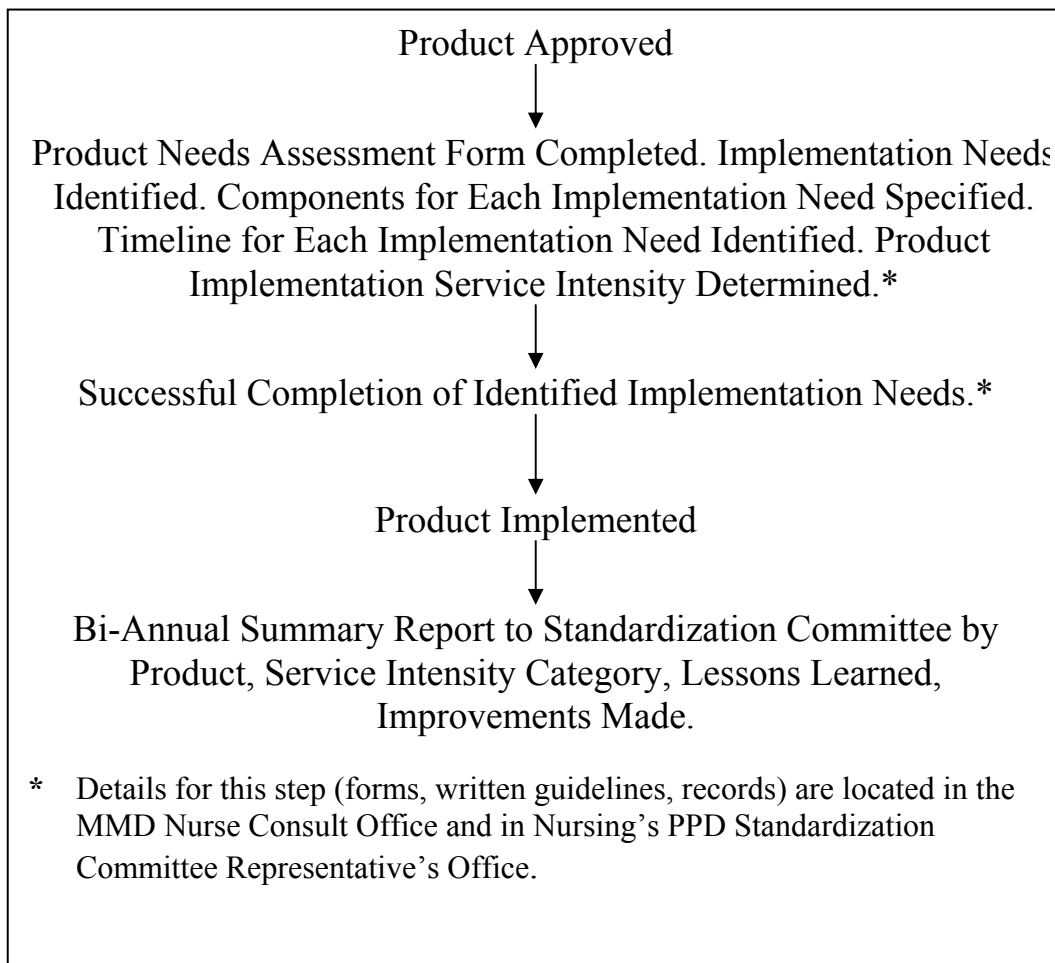 Product Approved
Product Needs Assessment Form Completed. Implementation Needs
Identified. Components for Each Implementation Need Specified.
Timeline for Each Implementation Need Identified. Product
Implementation Service Intensity Determined.*
Successful Completion of Identified Implementation Needs.*
Product Implemented
Bi-Annual Summary Report to Standardization Committee by
Product, Service Intensity Category, Lessons Learned,
Improvements Made.
* Details for this step (forms, written guidelines, records) are located in the
MMD Nurse Consult Office and in Nursing’s PPD Standardization
Committee Representative’s Office.